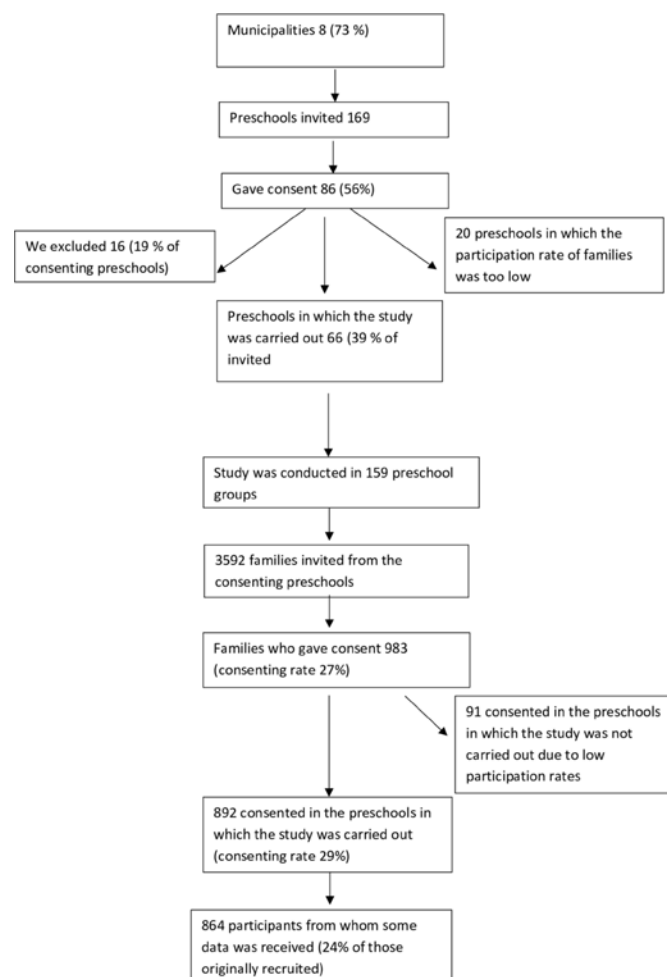 Municipalities 8 (73 %)
Preschools invited 169
Gave consent 86 (56%)
We excluded 16 (19 % of
consenting preschools)
20 preschools in which the
participation rate of families
was too low
Preschools in which the study
was carried out 66 (39 % of
invited
Study was conducted in 159 preschool
groups
3592 families invited from the
consenting preschools
Families who gave consent 983
(consenting rate 27%)
91 consented in the preschools
in which the study was not
carried out due to low
participation rates
892 consented in the preschools in
which the study was carried out
(consenting rate 29%)
864 participants from whom some
data was received (24% of those
originally recruited)